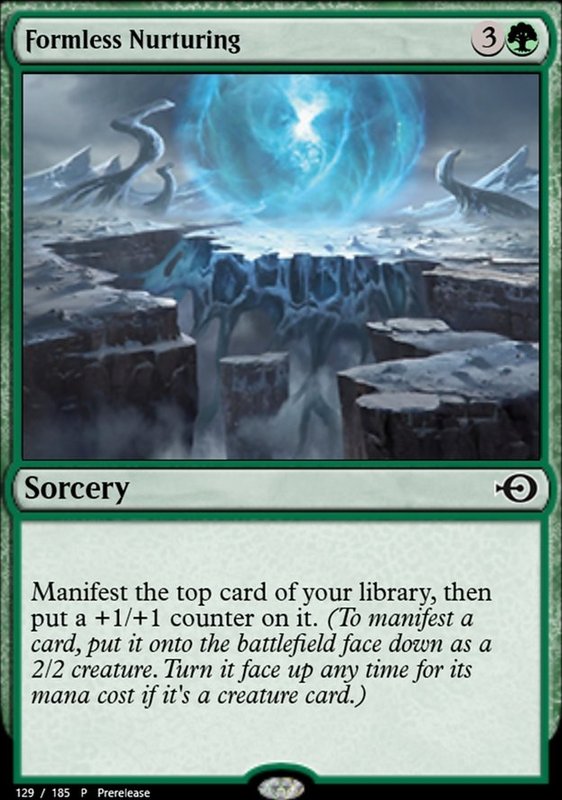 Formless Nurturing
3
Sorcery
Manifest the top card of your library, then
put a +1/+1 counter on it. (To manifest a
card, put it onto the battlefield face down as a
2/2 creature. Turn it face up any time for its
mana cost if it's a creature card.)
129 / 185 P Prerelease